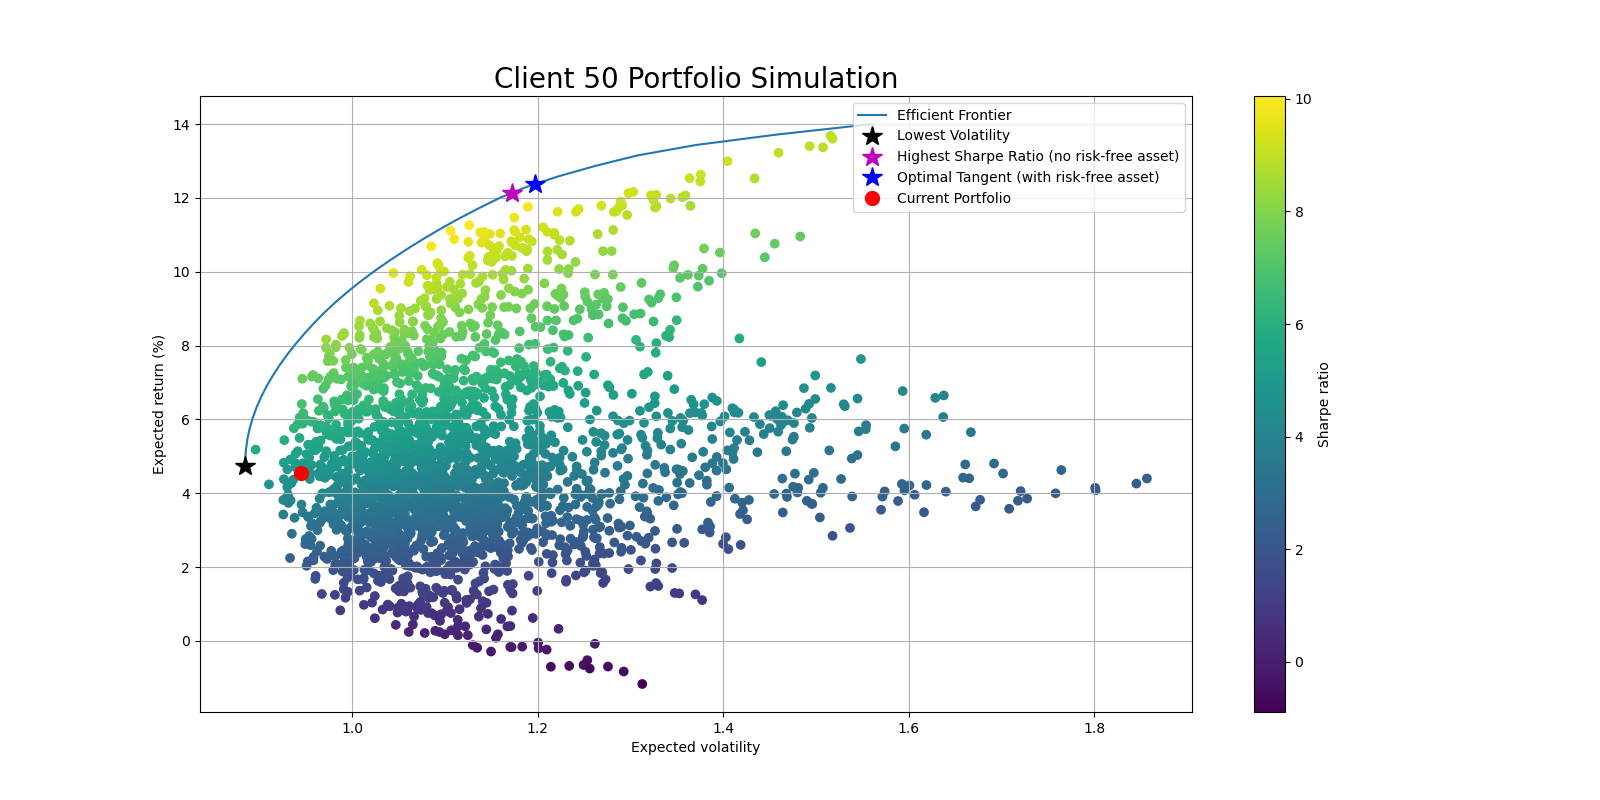 Client 50 Portfolio Simulation
Efficient Frontier
Lowest Volatility
Highest Sharpe Ratio (no risk-free asset)
Optimal Tangent (with risk-free asset)
Current Portfolio
Expected return (%)
14
12
10
8
6
4
2
0
1.0 1.2 1.4 1.6 1.8
Expected volatility
10
8
6
4
2
0
Sharpe ratio